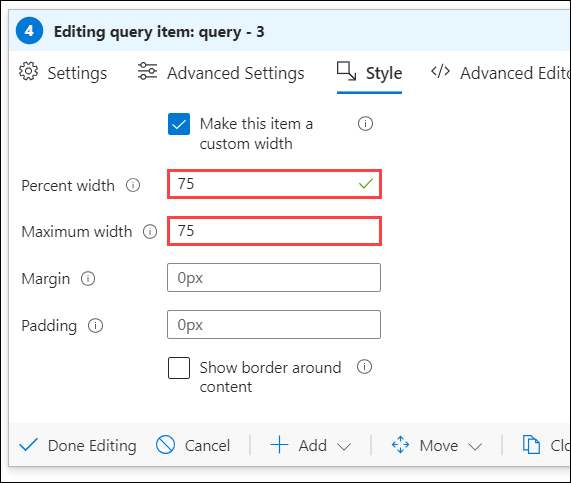 4 Editing query item: query - 3
Settings Advanced Settings Style </> Advanced Edito
Make this item a
custom width
Percent width 75
Maximum width 75
Margin 0px
Padding 0px
Show border around
content
Done Editing Cancel Add Move Clo